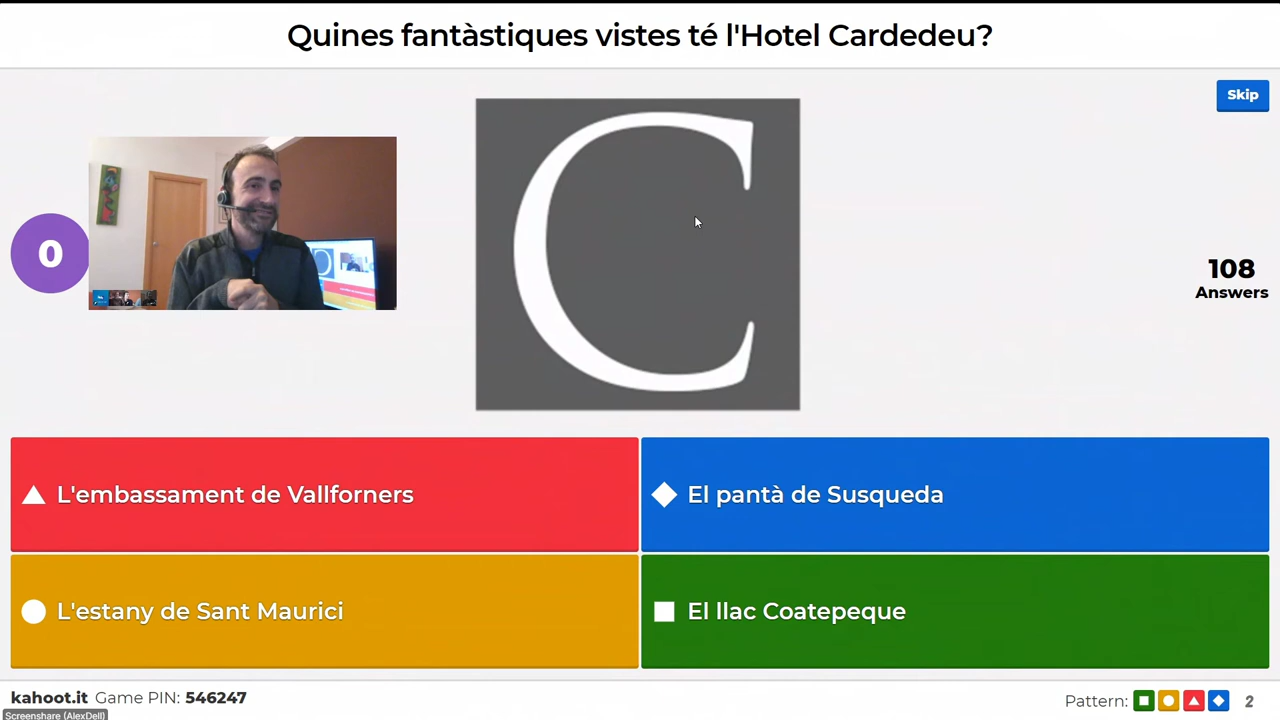 Quines fantàstiques vistes té l'Hotel Cardedeu?
Skip
0
C
108
Answers
L'embassament de Vallforners
El pantà de Susqueda
L'estany de Sant Maurici
El llac Coatepeque
kahoot.it Game PIN: 546247
Pattern: 2
Screenshare (AlexDell)